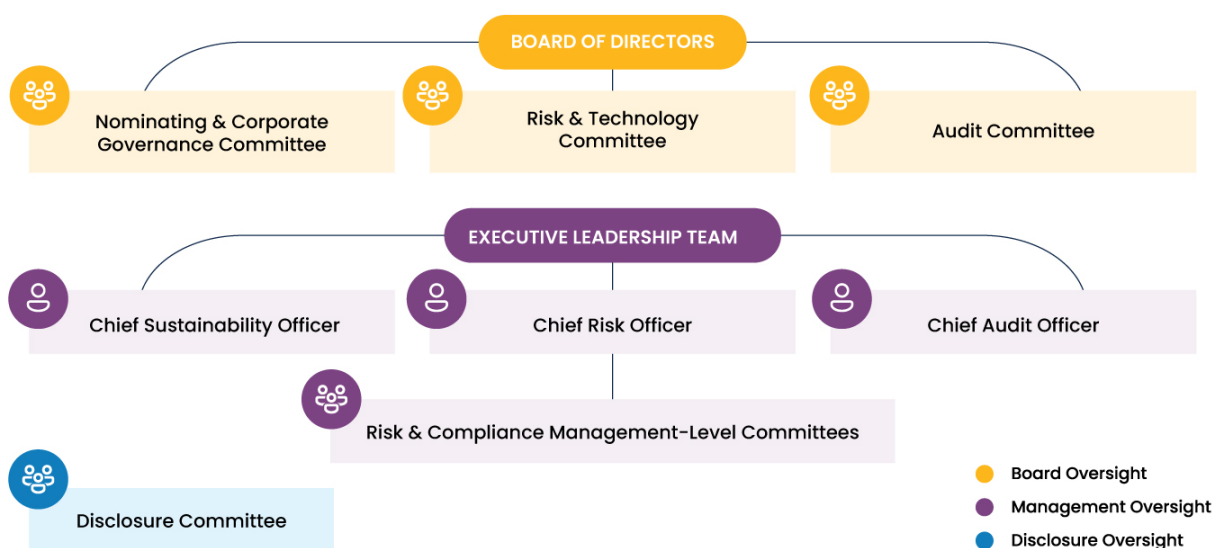 BOARD OF DIRECTORS
Nominating & Corporate
Governance Committee
Risk & Technology
Committee
Audit Committee
EXECUTIVE LEADERSHIP TEAM
Chief Sustainability Officer
Chief Risk Officer
Chief Audit Officer
Risk & Compliance Management-Level Committees
Disclosure Committee
Board Oversight
Management Oversight
Disclosure Oversight